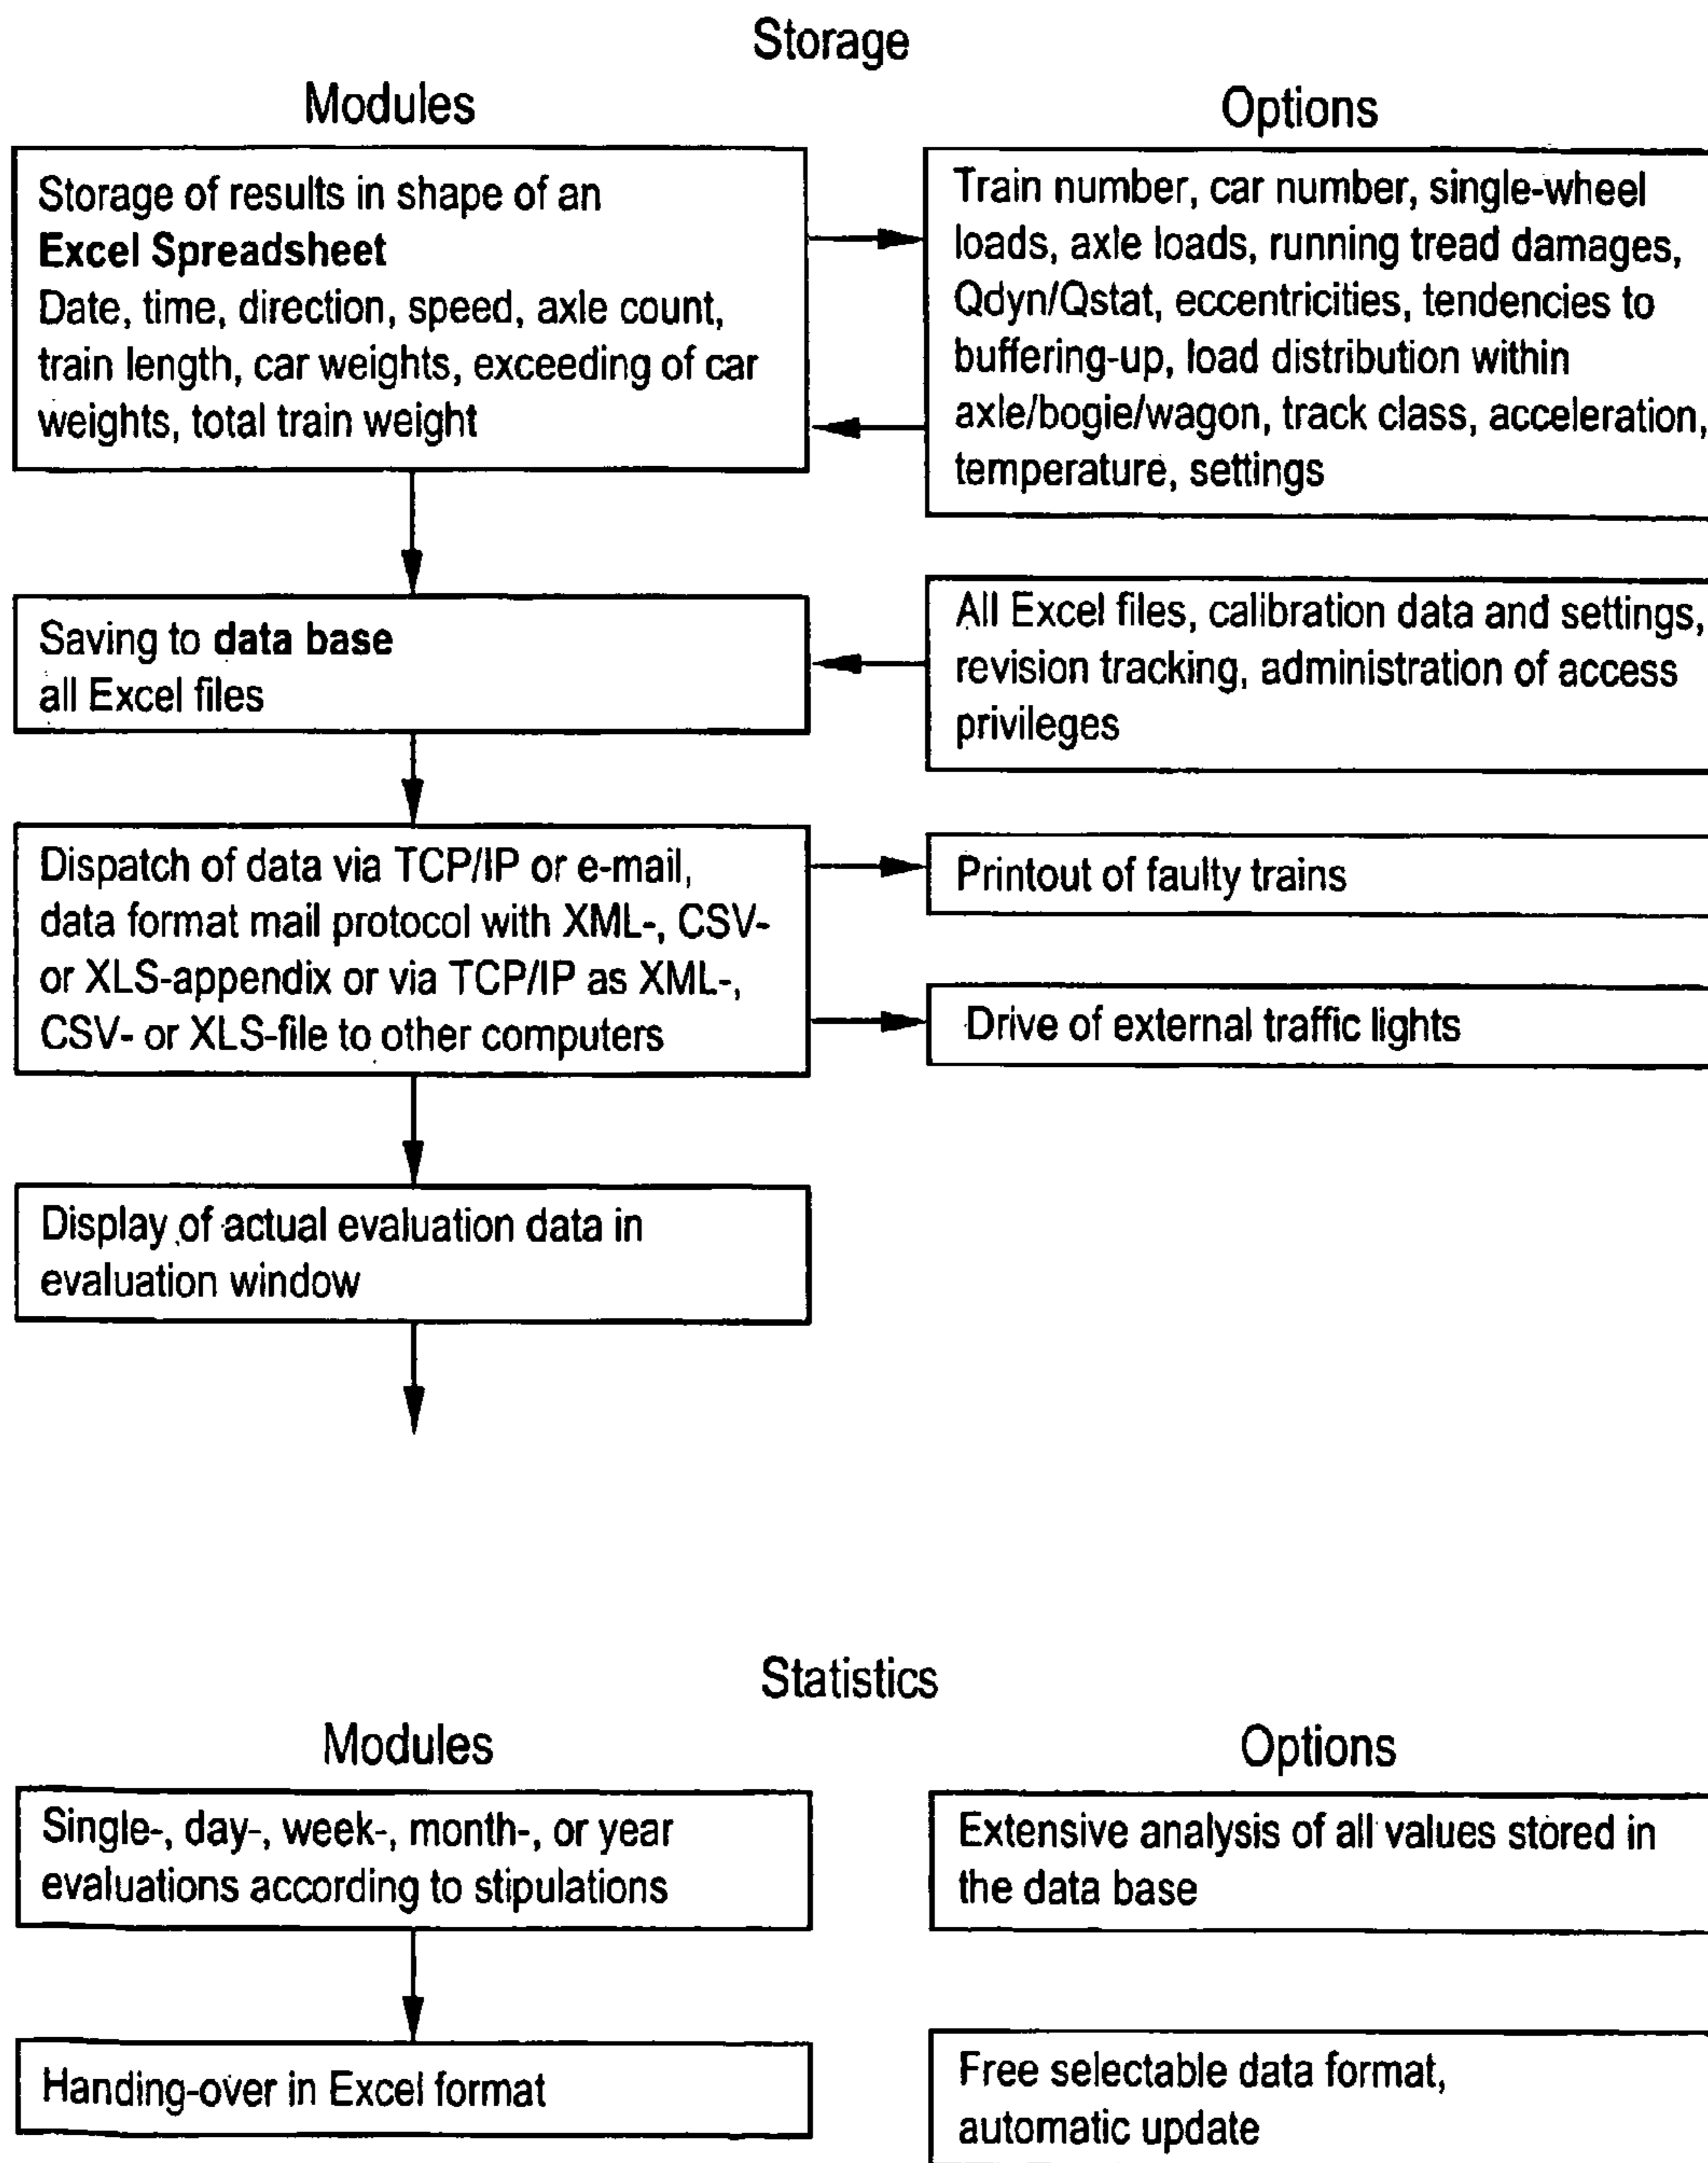 Storage
Modules
Storage of results in shape of an
Excel Spreadsheet
Date, time, direction, speed, axle count,
train length, car weights, exceeding of car
weights, total train weight
Options
Train number, car number, single-wheel
loads, axle loads, running tread damages,
Qdyn/Qstat, eccentricities, tendencies to
buffering-up, load distribution within
axle/bogie/wagon, track class, acceleration,
temperature, settings
Saving to data base
all Excel files
All Excel files, calibration data and settings,
revision tracking, administration of access
privileges
Dispatch of data via TCP/IP or e-mail,
data format mail protocol with XML-, CSV-
or XLS-appendix or via TCP/IP as XML-,
CSV- or XLS-file to other computers
Printout of faulty trains
Drive of external traffic lights
Display of actual evaluation data in
evaluation window
Statistics
Modules
Single-, day-, week-, month-, or year
evaluations according to stipulations
Options
Extensive analysis of all values stored in
the data base
Handing-over in Excel format
Free selectable data format,
automatic update